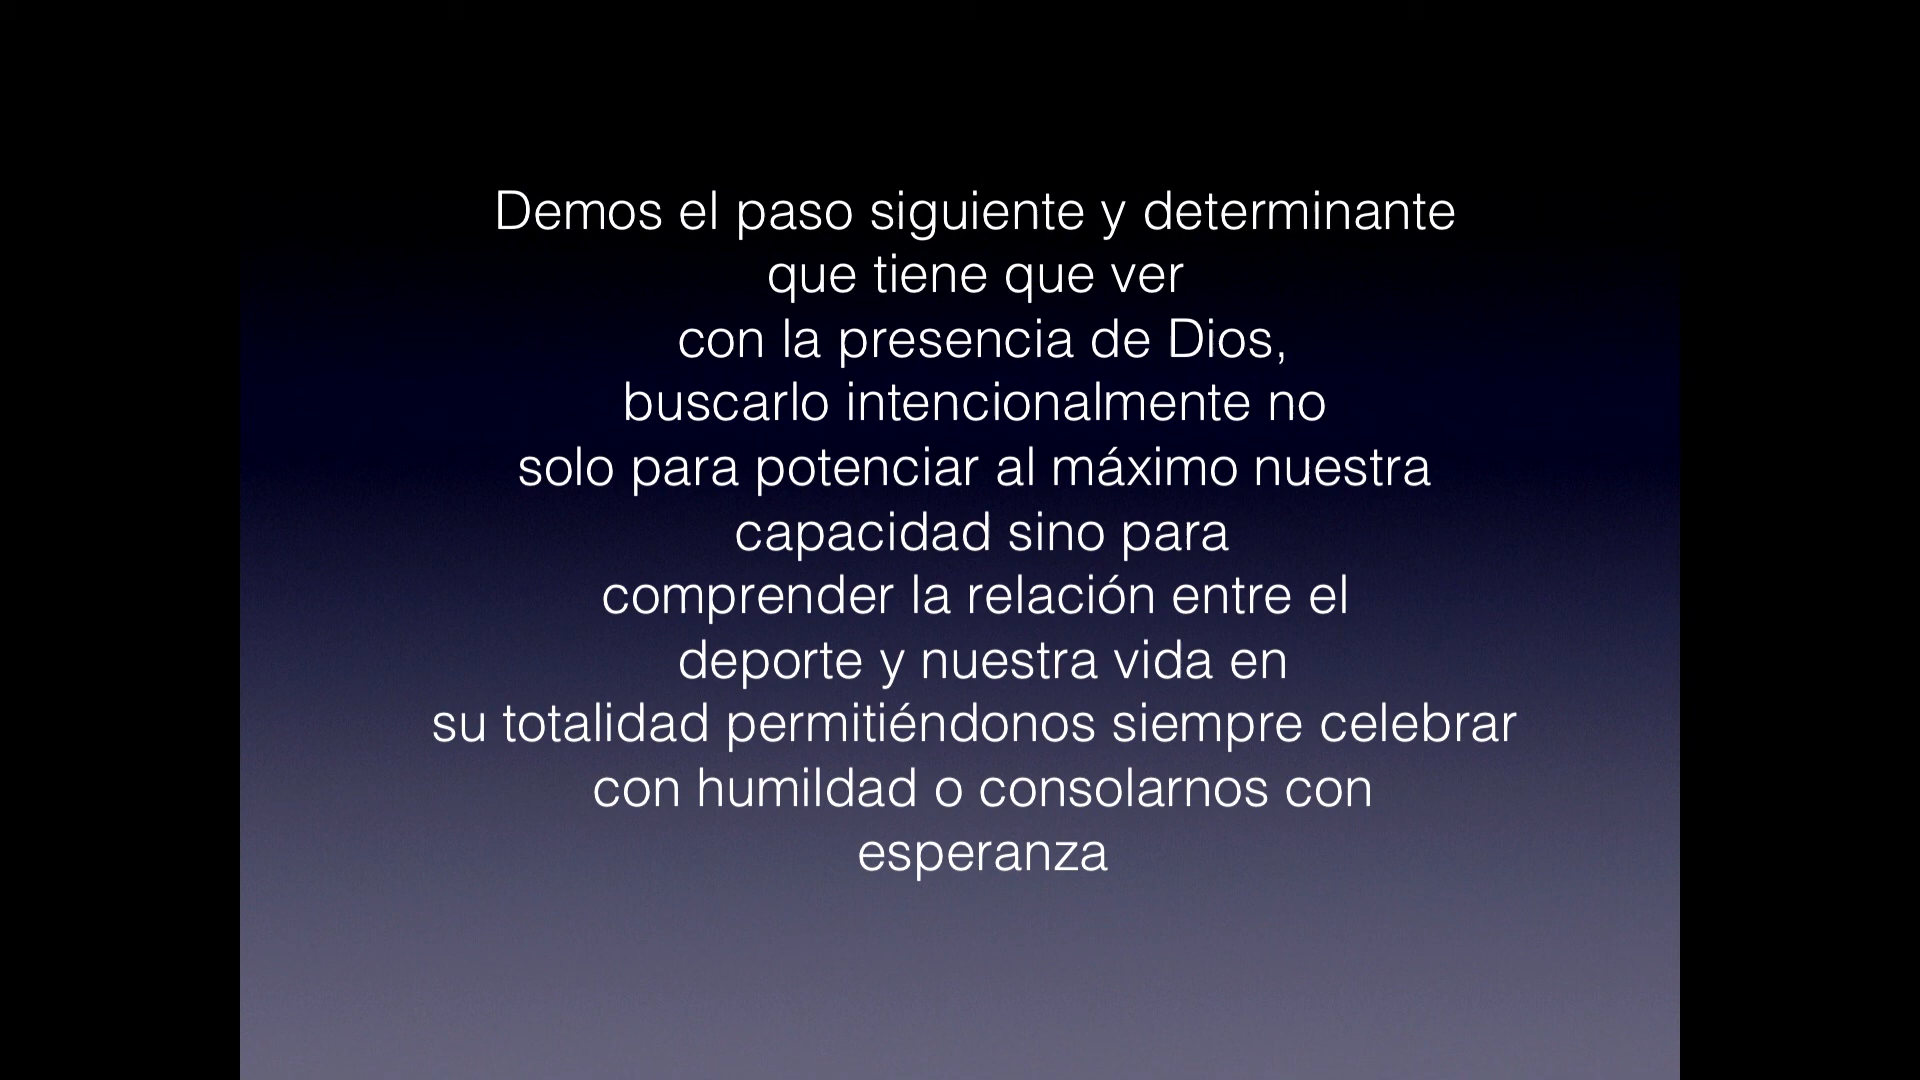 Demos el paso siguiente y determinante
que tiene que ver
con la presencia de Dios,
buscarlo intencionalmente no
solo para potenciar al máximo nuestra
capacidad sino para
comprender la relación entre el
deporte y nuestra vida en
su totalidad permitiéndonos siempre celebrar
con humildad o consolarnos con
esperanza